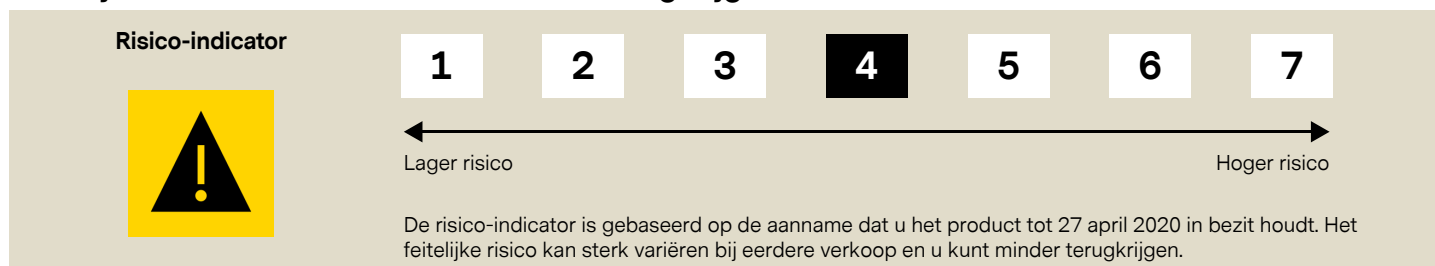 Risico-indicator
1 2 3 4 5 6 7
!
Lager risico Hoger risico
De risico-indicator is gebaseerd op de aanname dat u het product tot 27 april 2020 in bezit houdt. Het
feitelijke risico kan sterk variëren bij eerdere verkoop en u kunt minder terugkrijgen.